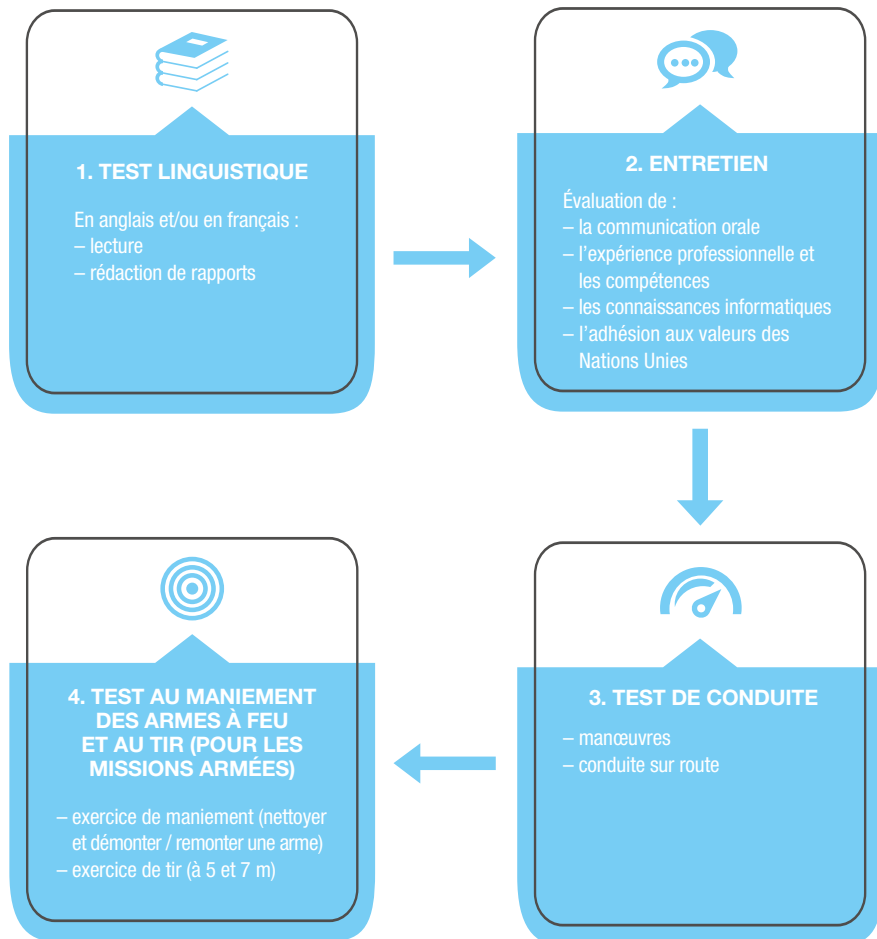 1. TEST LINGUISTIQUE
En anglais et/ou en français :
– lecture
– rédaction de rapports
2. ENTRETIEN
Évaluation de :
– la communication orale
– l’expérience professionnelle et
les compétences
– les connaissances informatiques
– l’adhésion aux valeurs des
Nations Unies
3. TEST DE CONDUITE
– manœuvres
– conduite sur route
4. TEST AU MANIEMENT
DES ARMES À FEU
ET AU TIR (POUR LES
MISSIONS ARMÉES)
– exercice de maniement (nettoyer
et démonter / remonter une arme)
– exercice de tir (à 5 et 7 m)